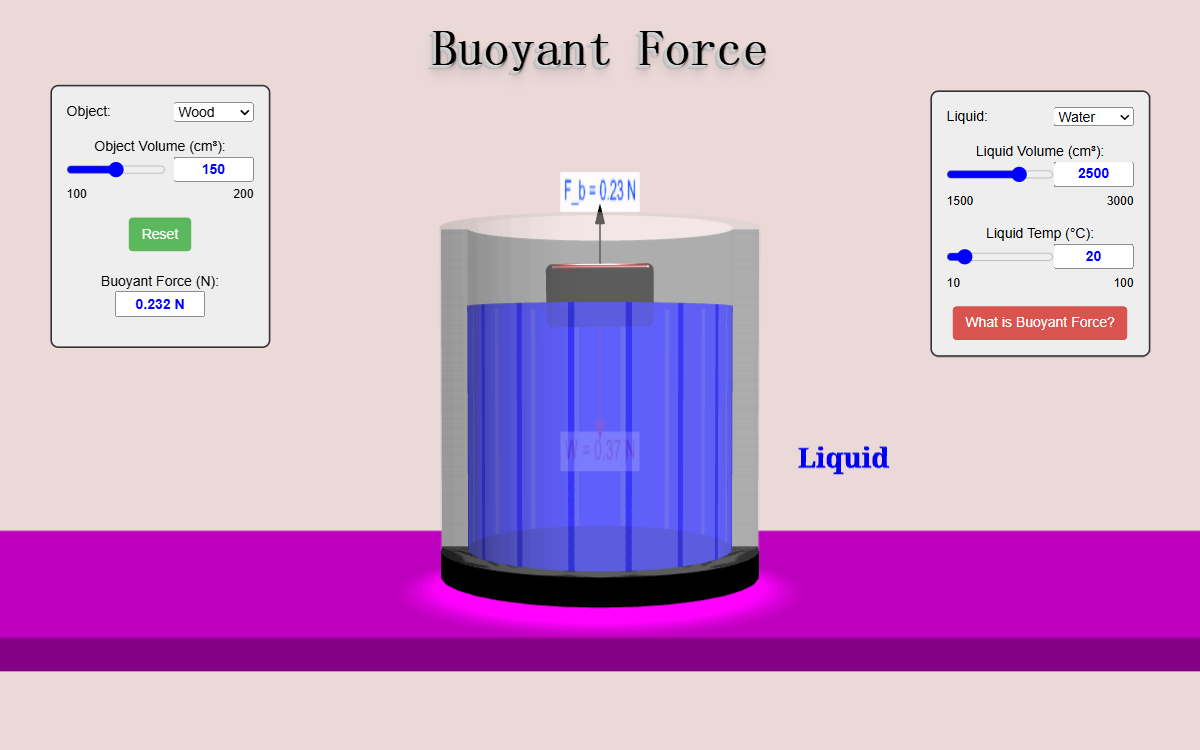 Buoyant Force
Object:
Wood
Object Volume (cm³):
150
100
200
Reset
Buoyant Force (N):
0.232 N
F_b = 0.23 N
W = 0.37 N
Liquid
Liquid:
Water
Liquid Volume (cm³):
2500
1500
3000
Liquid Temp (°C):
20
10
100
What is Buoyant Force?